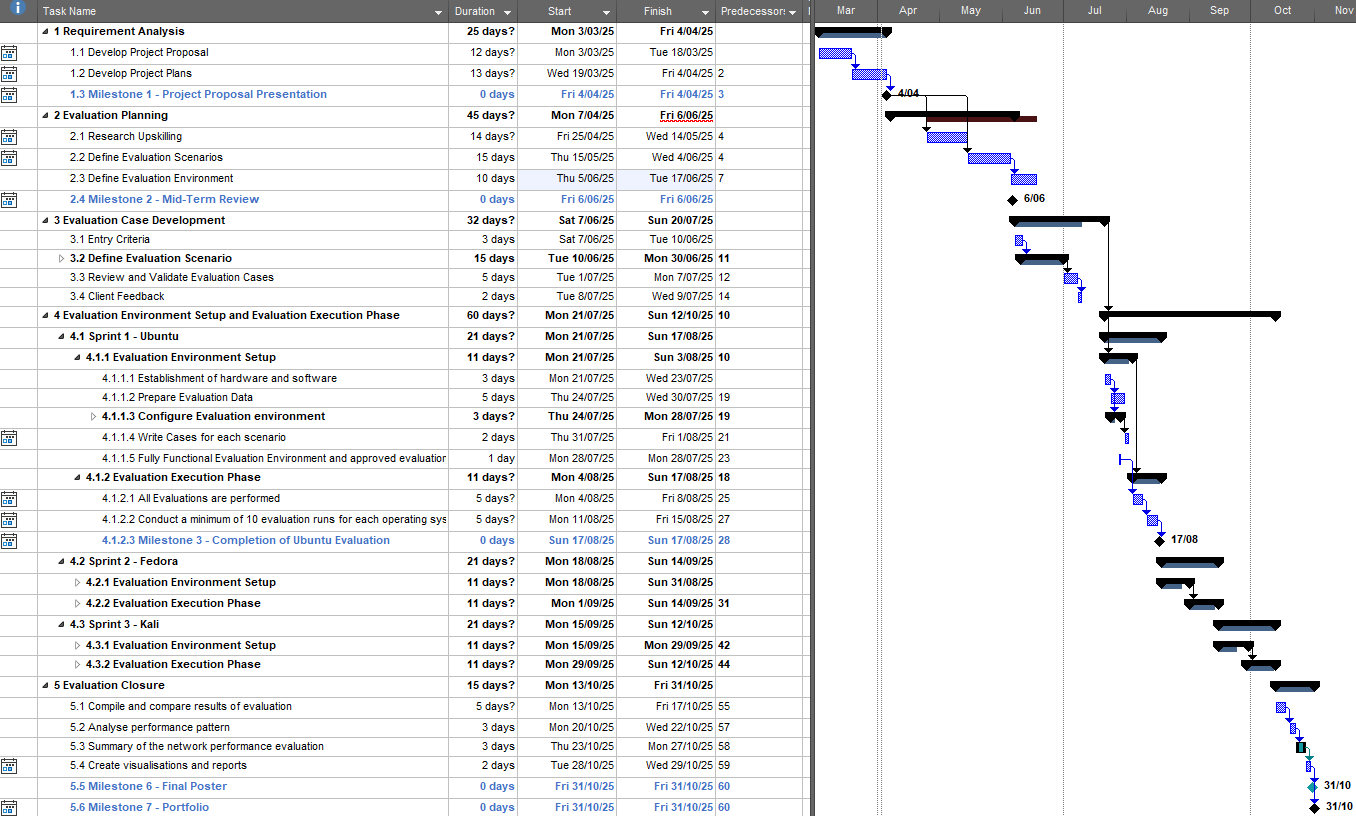 Task Name Duration Start Finish Predecessors Mar Apr May Jun Jul Aug Sep Oct Nov
1 Requirement Analysis 25 days? Mon 3/03/25 Fri 4/04/25
1.1 Develop Project Proposal 12 days? Mon 3/03/25 Tue 18/03/25
1.2 Develop Project Plans 13 days? Wed 19/03/25 Fri 4/04/25 2
1.3 Milestone 1 - Project Proposal Presentation 0 days Fri 4/04/25 Fri 4/04/25 3 4/04
2 Evaluation Planning 45 days? Mon 7/04/25 Fri 6/06/25
2.1 Research Upskilling 14 days? Fri 25/04/25 Wed 14/05/25 4
2.2 Define Evaluation Scenarios 15 days Thu 15/05/25 Wed 4/06/25 4
2.3 Define Evaluation Environment 10 days Thu 5/06/25 Tue 17/06/25 7
2.4 Milestone 2 - Mid-Term Review 0 days Fri 6/06/25 Fri 6/06/25 6/06
3 Evaluation Case Development 32 days? Sat 7/06/25 Sun 20/07/25
3.1 Entry Criteria 3 days Sat 7/06/25 Tue 10/06/25
3.2 Define Evaluation Scenario 15 days Tue 10/06/25 Mon 30/06/25 11
3.3 Review and Validate Evaluation Cases 5 days Tue 1/07/25 Mon 7/07/25 12
3.4 Client Feedback 2 days Tue 8/07/25 Wed 9/07/25 14
4 Evaluation Environment Setup and Evaluation Execution Phase 60 days? Mon 21/07/25 Sun 12/10/25 10
4.1 Sprint 1 - Ubuntu 21 days? Mon 21/07/25 Sun 17/08/25
4.1.1 Evaluation Environment Setup 11 days? Mon 21/07/25 Sun 3/08/25 10
4.1.1.1 Establishment of hardware and software 3 days Mon 21/07/25 Wed 23/07/25
4.1.1.2 Prepare Evaluation Data 5 days Thu 24/07/25 Wed 30/07/25 19
4.1.1.3 Configure Evaluation environment 3 days? Thu 24/07/25 Mon 28/07/25 19
4.1.1.4 Write Cases for each scenario 2 days Thu 31/07/25 Fri 1/08/25 21
4.1.1.5 Fully Functional Evaluation Environment and approved evaluation 1 day Mon 28/07/25 Mon 28/07/25 23
4.1.2 Evaluation Execution Phase 11 days? Mon 4/08/25 Sun 17/08/25 18
4.1.2.1 All Evaluations are performed 5 days? Mon 4/08/25 Fri 8/08/25 25
4.1.2.2 Conduct a minimum of 10 evaluation runs for each operating sys 5 days? Mon 11/08/25 Fri 15/08/25 27
4.1.2.3 Milestone 3 - Completion of Ubuntu Evaluation 0 days Sun 17/08/25 Sun 17/08/25 28 17/08
4.2 Sprint 2 - Fedora 21 days? Mon 18/08/25 Sun 14/09/25
4.2.1 Evaluation Environment Setup 11 days? Mon 18/08/25 Sun 31/08/25
4.2.2 Evaluation Execution Phase 11 days? Mon 1/09/25 Sun 14/09/25 31
4.3 Sprint 3 - Kali 21 days? Mon 15/09/25 Sun 12/10/25
4.3.1 Evaluation Environment Setup 11 days? Mon 15/09/25 Mon 29/09/25 42
4.3.2 Evaluation Execution Phase 11 days? Mon 29/09/25 Sun 12/10/25 44
5 Evaluation Closure 15 days? Mon 13/10/25 Fri 31/10/25
5.1 Compile and compare results of evaluation 5 days? Mon 13/10/25 Fri 17/10/25 55
5.2 Analyse performance pattern 3 days Mon 20/10/25 Wed 22/10/25 57
5.3 Summary of the network performance evaluation 3 days Thu 23/10/25 Mon 27/10/25 58
5.4 Create visualisations and reports 2 days Tue 28/10/25 Wed 29/10/25 59
5.5 Milestone 6 - Final Poster 0 days Fri 31/10/25 Fri 31/10/25 60 31/10
5.6 Milestone 7 - Portfolio 0 days Fri 31/10/25 Fri 31/10/25 60 31/10